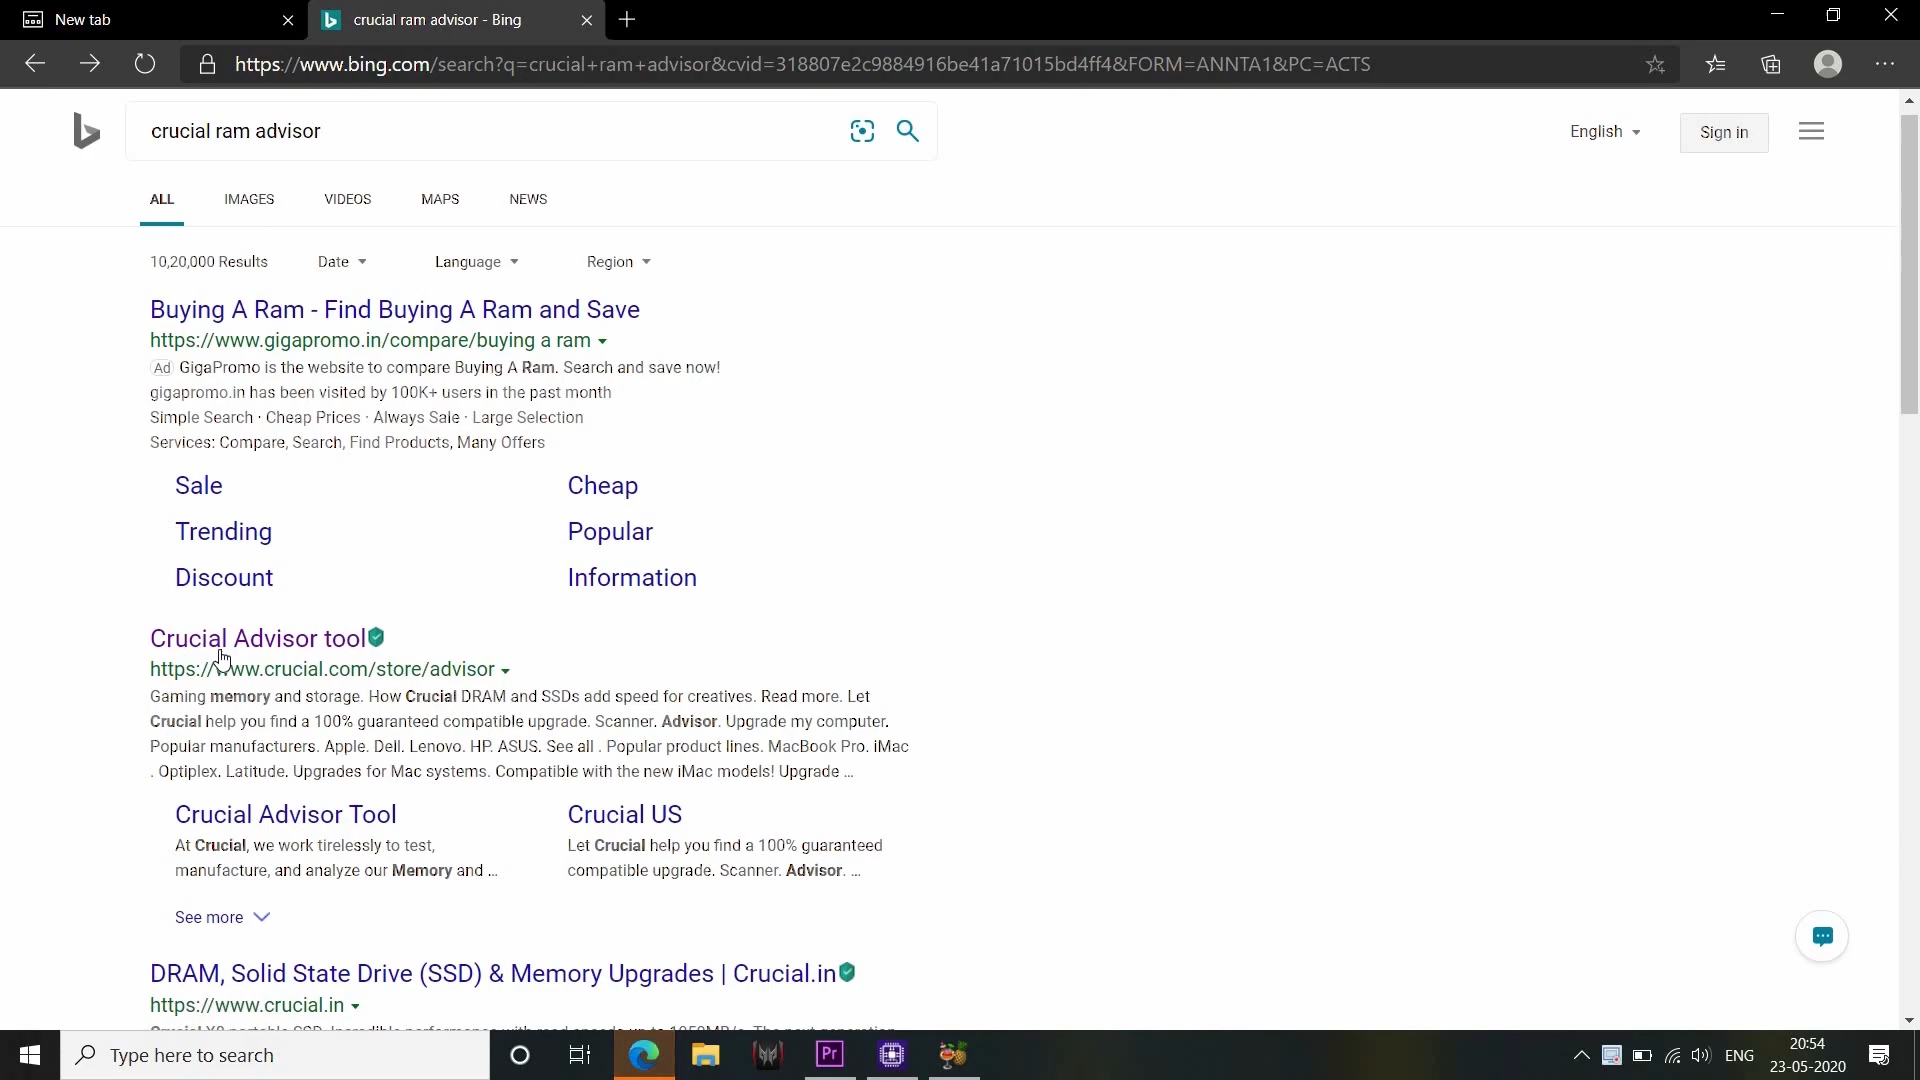 New tab
crucial ram advisor - Bing
https://www.bing.com/search?q=crucial+ram+advisor&cvid=318807e2c9884916be41a71015bd4ff4&FORM=ANNTA1&PC=ACTS
crucial ram advisor
English
Sign in
ALL IMAGES VIDEOS MAPS NEWS
10,20,000 Results Date Language Region
Buying A Ram - Find Buying A Ram and Save
https://www.gigapromo.in/compare/buying a ram
Ad GigaPromo is the website to compare Buying A Ram. Search and save now!
gigapromo.in has been visited by 100K+ users in the past month
Simple Search · Cheap Prices · Always Sale · Large Selection
Services: Compare, Search, Find Products, Many Offers
Sale Cheap
Trending Popular
Discount Information
Crucial Advisor tool
https://www.crucial.com/store/advisor
Gaming memory and storage. How Crucial DRAM and SSDs add speed for creatives. Read more. Let
Crucial help you find a 100% guaranteed compatible upgrade. Scanner. Advisor. Upgrade my computer.
Popular manufacturers. Apple. Dell. Lenovo. HP. ASUS. See all . Popular product lines. MacBook Pro. iMac
. Optiplex. Latitude. Upgrades for Mac systems. Compatible with the new iMac models! Upgrade ...
Crucial Advisor Tool
At Crucial, we work tirelessly to test,
manufacture, and analyze our Memory and ...
Crucial US
Let Crucial help you find a 100% guaranteed
compatible upgrade. Scanner. Advisor. ...
See more
DRAM, Solid State Drive (SSD) & Memory Upgrades | Crucial.in
https://www.crucial.in
Type here to search
Pr
ENG
20:54
23-05-2020